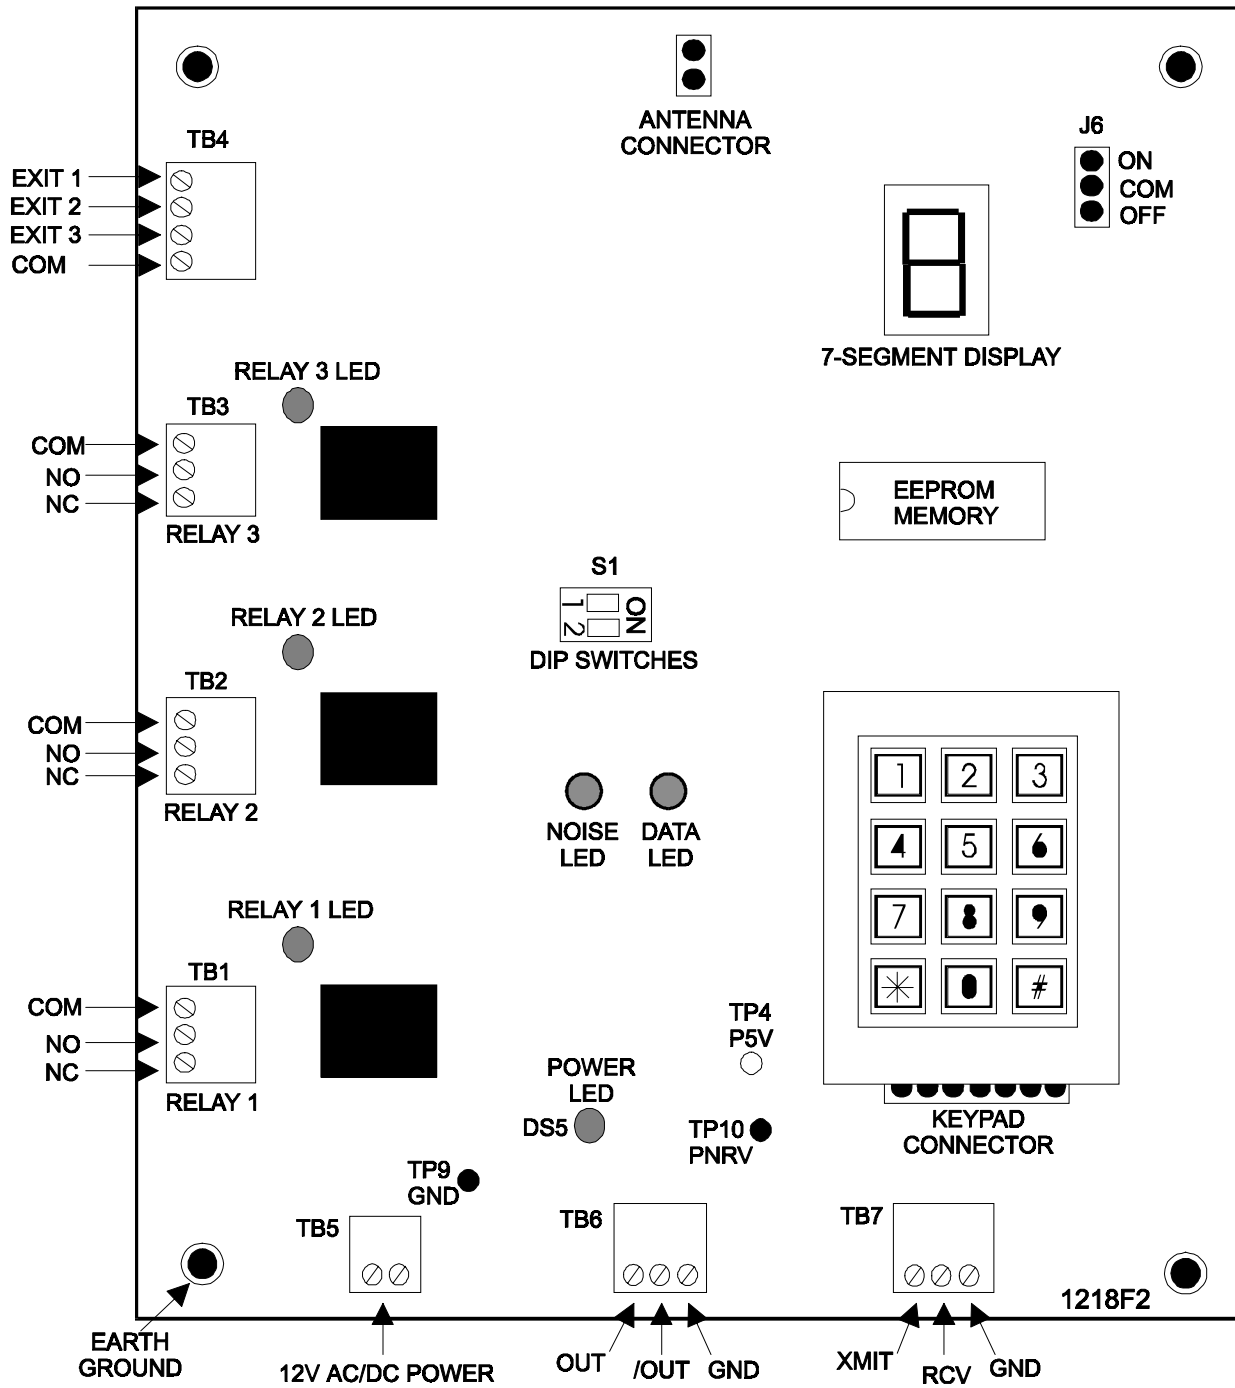 ANTENNA
CONNECTOR
J6
ON
COM
OFF
TB4
EXIT 1
EXIT 2
EXIT 3
COM
7-SEGMENT DISPLAY
RELAY 3 LED
TB3
COM
NO
NC
RELAY 3
EEPROM
MEMORY
S1
1
2
ON
DIP SWITCHES
RELAY 2 LED
TB2
COM
NO
NC
RELAY 2
NOISE
LED
DATA
LED
1 2 3
4 5 6
7 8 9
* 0 #
KEYPAD
CONNECTOR
RELAY 1 LED
TB1
COM
NO
NC
RELAY 1
TP4
P5V
POWER
LED
DS5
TP10
PNRV
TP9
GND
TB5
TB6
TB7
1218F2
EARTH
GROUND
12V AC/DC POWER
OUT
/OUT
GND
XMIT
RCV
GND